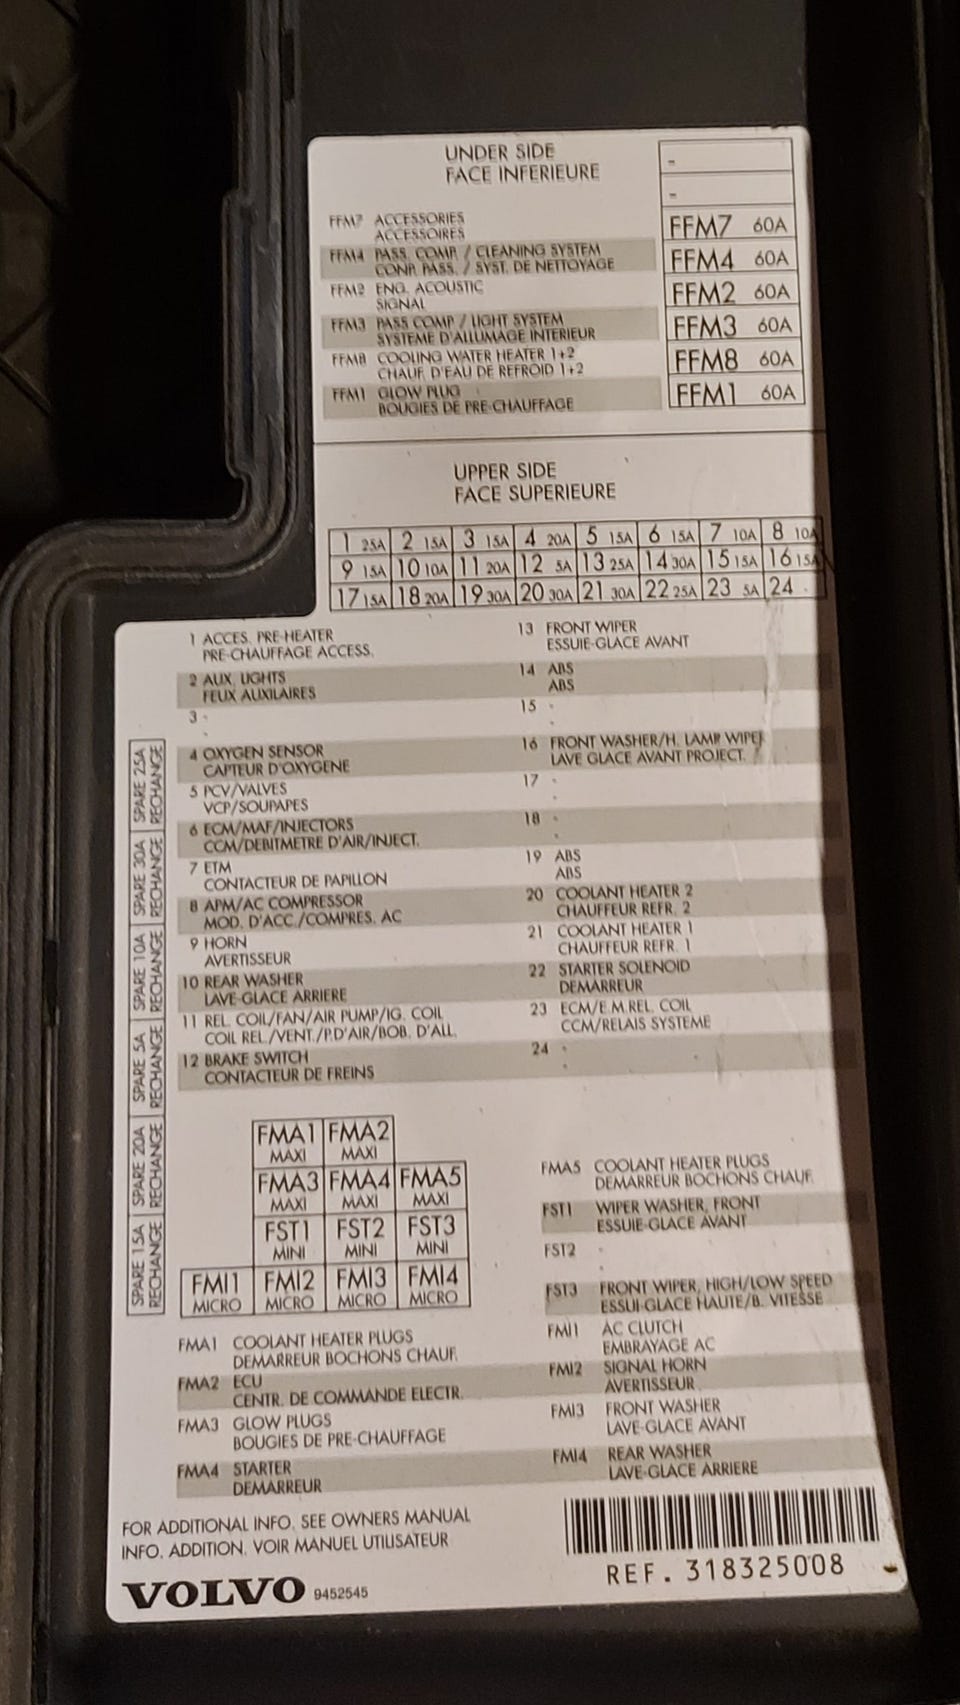 UNDER SIDE
FACE INFERIEURE
-
-
FFM7 ACCESSORIES
ACCESSOIRES
FFM7 60A
FFM4 PASS. COMP. / CLEANING SYSTEM
CONP. PASS. / SYST. DE NETTOYAGE
FFM4 60A
FFM2 ENG. ACOUSTIC
SIGNAL
FFM2 60A
FFM3 PASS COMP / LIGHT SYSTEM
SYSTEME D'ALLUMAGE INTERIEUR
FFM3 60A
FFM8 COOLING WATER HEATER 1+2
CHAUF. D'EAU DE REFROID 1+2
FFM8 60A
FFM1 GLOW PLUG
BOUGIES DE PRE-CHAUFFAGE
FFM1 60A
UPPER SIDE
FACE SUPERIEURE
1 25A 2 15A 3 15A 4 20A 5 15A 6 15A 7 10A 8 10A
9 15A 10 10A 11 20A 12 5A 13 25A 14 30A 15 15A 16 15A
17 15A 18 20A 19 30A 20 30A 21 30A 22 25A 23 5A 24 -
1 ACCES. PRE-HEATER
PRE-CHAUFFAGE ACCESS.
2 AUX. LIGHTS
FEUX AUXILAIRES
3 -
-
4 OXYGEN SENSOR
CAPTEUR D'OXYGENE
5 PCV/VALVES
VCP/SOUPAPES
6 ECM/MAF/INJECTORS
CCM/DEBITMETRE D'AIR/INJECT.
7 ETM
CONTACTEUR DE PAPILLON
8 APM/AC COMPRESSOR
MOD. D'ACC./COMPRES. AC
9 HORN
AVERTISSEUR
10 REAR WASHER
LAVE-GLACE ARRIERE
11 REL. COIL/FAN/AIR PUMP/IG. COIL
COIL REL./VENT./P.D'AIR/BOB. D'ALL.
12 BRAKE SWITCH
CONTACTEUR DE FREINS
13 FRONT WIPER
ESSUIE-GLACE AVANT
14 ABS
ABS
15 -
-
16 FRONT WASHER/H. LAMP WIPER
LAVE GLACE AVANT PROJECT.
17 -
-
18 -
-
19 ABS
ABS
20 COOLANT HEATER 2
CHAUFFEUR REFR. 2
21 COOLANT HEATER 1
CHAUFFEUR REFR. 1
22 STARTER SOLENOID
DEMARREUR
23 ECM/E.M.REL. COIL
CCM/RELAIS SYSTEME
24 -
-
SPARE 25A
RECHANGE
SPARE 30A
RECHANGE
SPARE 10A
RECHANGE
SPARE 5A
RECHANGE
SPARE 20A
RECHANGE
SPARE 15A
RECHANGE
FMA1 FMA2
MAXI MAXI
FMA3 FMA4 FMA5
MAXI MAXI MAXI
FST1 FST2 FST3
MINI MINI MINI
FMI1 FMI2 FMI3 FMI4
MICRO MICRO MICRO MICRO
FMA1 COOLANT HEATER PLUGS
DEMARREUR BOCHONS CHAUF.
FMA2 ECU
CENTR. DE COMMANDE ELECTR.
FMA3 GLOW PLUGS
BOUGIES DE PRE-CHAUFFAGE
FMA4 STARTER
DEMARREUR
FMA5 COOLANT HEATER PLUGS
DEMARREUR BOCHONS CHAUF.
FST1 WIPER WASHER, FRONT
ESSUIE-GLACE AVANT
FST2 -
-
FST3 FRONT WIPER, HIGH/LOW SPEED
ESSUI-GLACE HAUTE/B. VITESSE
FMI1 AC CLUTCH
EMBRAYAGE AC
FMI2 SIGNAL HORN
AVERTISSEUR
FMI3 FRONT WASHER
LAVE-GLACE AVANT
FMI4 REAR WASHER
LAVE-GLACE ARRIERE
FOR ADDITIONAL INFO. SEE OWNERS MANUAL
INFO. ADDITION. VOIR MANUEL UTILISATEUR
VOLVO 9452545
REF. 318325008